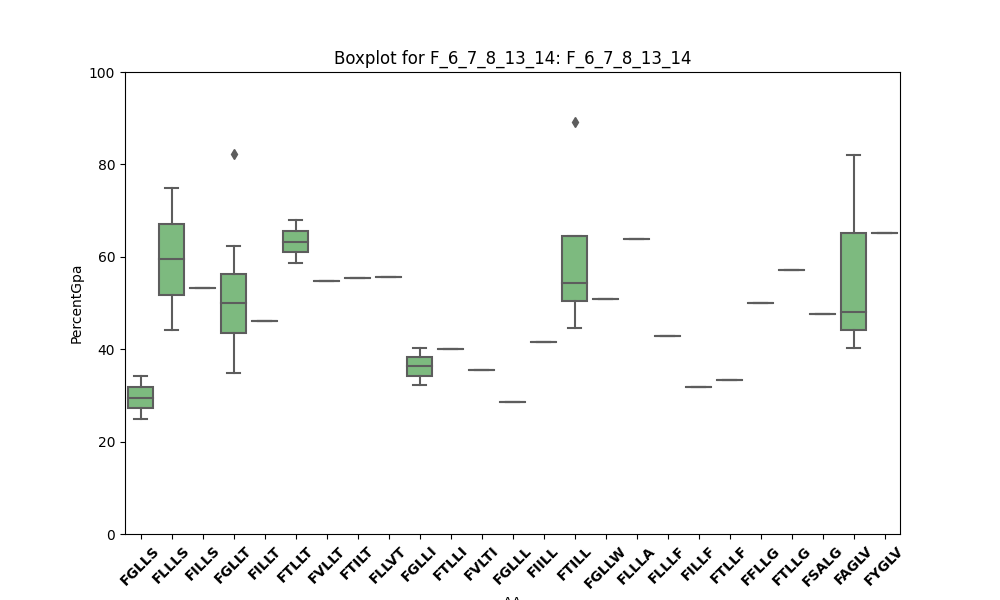 Boxplot for F_6_7_8_13_14: F_6_7_8_13_14
100
80
60
40
20
0
PercentGpa
FGLLS FLLLS FILLS FGLLT FILLT FTLLT FVLLT FTILT FLLVT FGLLI FTLLI FVLTI FGLLL FIILL FTILL FGLLW FLLLA FLLLF FILLF FTLLF FFLLG FTLLG FSALG FAGLV FYGLV